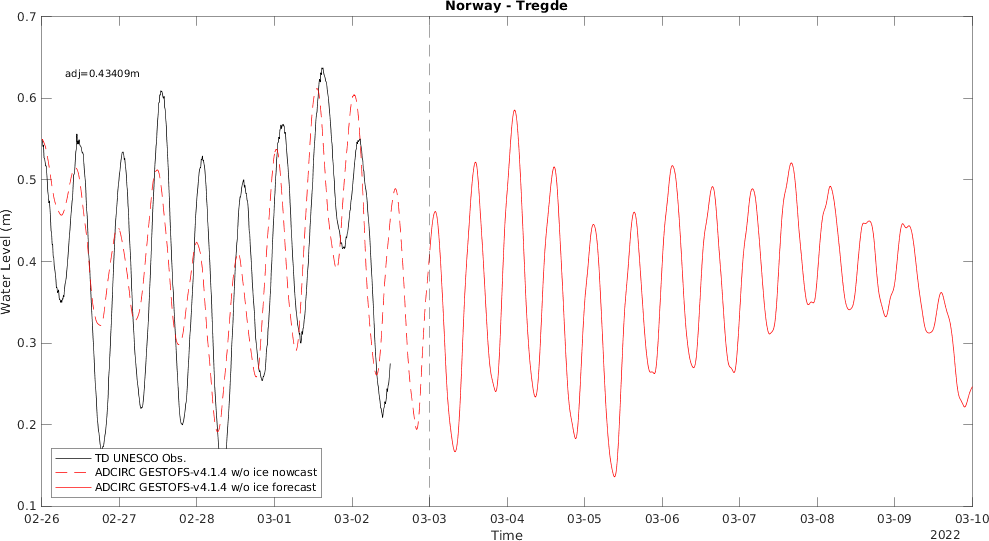 Norway - Tregde
0.7
adj=0.43409m
0.6
0.5
0.4
0.3
0.2
0.1
Water Level (m)
TD UNESCO Obs.
ADCIRC GESTOFS-v4.1.4 w/o ice nowcast
ADCIRC GESTOFS-v4.1.4 w/o ice forecast
02-26 02-27 02-28 03-01 03-02 03-03 03-04 03-05 03-06 03-07 03-08 03-09 03-10
Time
2022